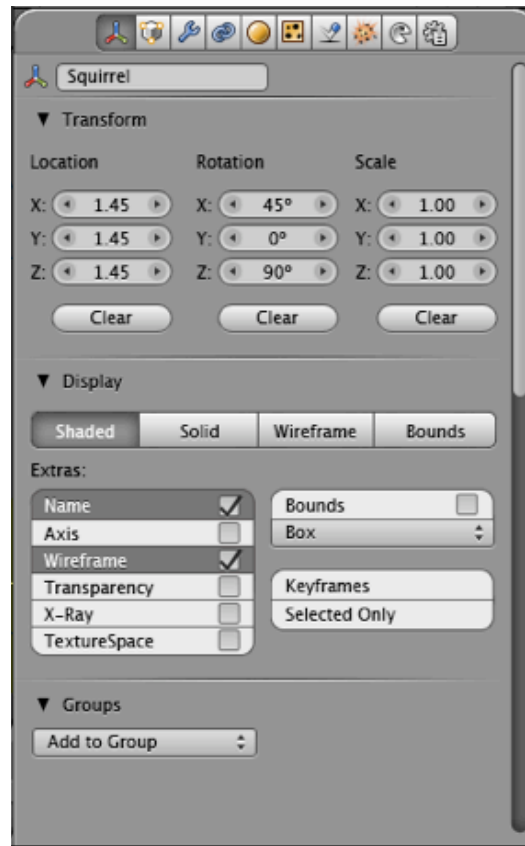 Squirrel
▼ Transform
Location Rotation Scale
X: 1.45 X: 45° X: 1.00
Y: 1.45 Y: 0° Y: 1.00
Z: 1.45 Z: 90° Z: 1.00
Clear Clear Clear
▼ Display
Shaded Solid Wireframe Bounds
Extras:
Name Bounds
Axis Box
Wireframe
Transparency Keyframes
X-Ray Selected Only
TextureSpace
▼ Groups
Add to Group